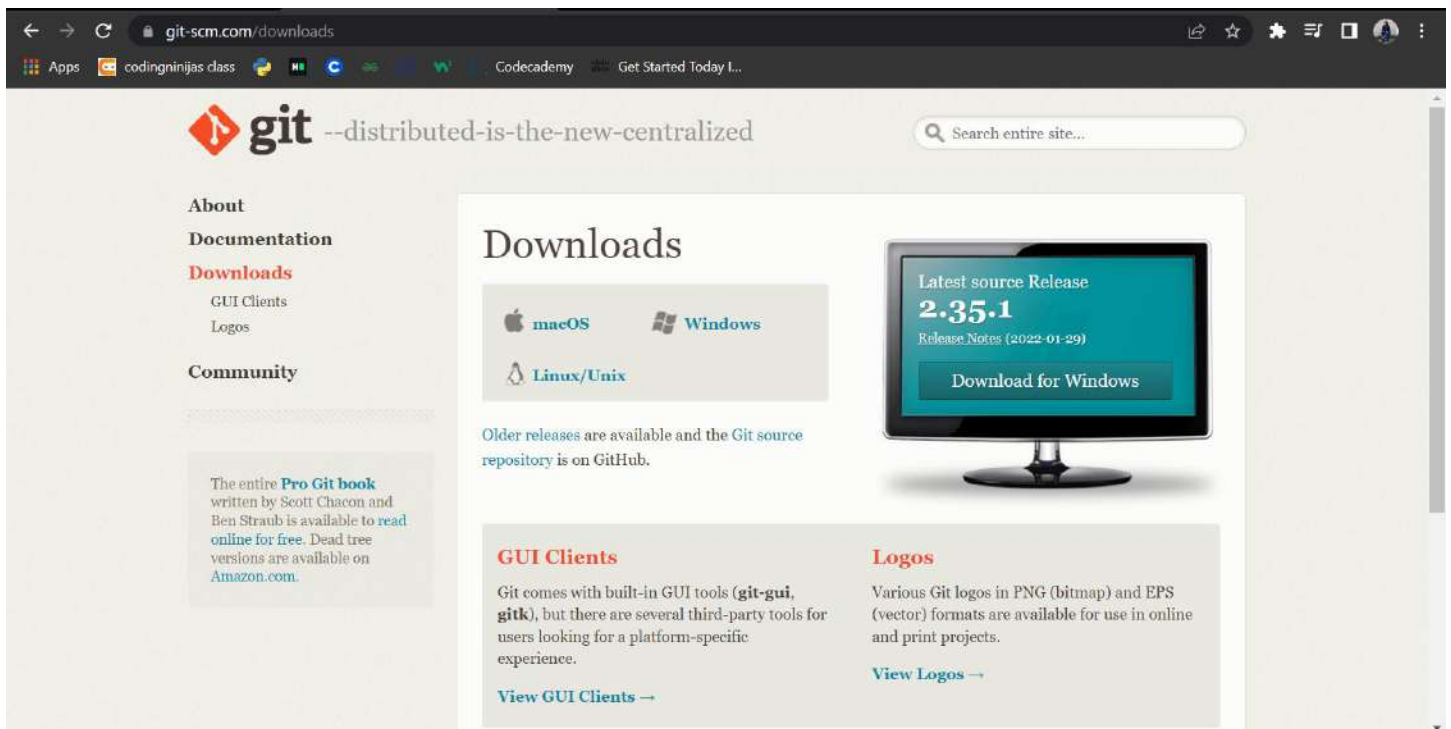 git-scm.com/downloads
Apps
codingninijas class
Codecademy
Get Started Today I...
git --distributed-is-the-new-centralized
Search entire site...
About
Documentation
Downloads
GUI Clients
Logos
Community
The entire Pro Git book
written by Scott Chacon and
Ben Straub is available to read
online for free. Dead tree
versions are available on
Amazon.com.
Downloads
macOS
Windows
Linux/Unix
Older releases are available and the Git source
repository is on GitHub.
Latest source Release
2.35.1
Release Notes (2022-01-29)
Download for Windows
GUI Clients
Git comes with built-in GUI tools (git-gui,
gitk), but there are several third-party tools for
users looking for a platform-specific
experience.
View GUI Clients →
Logos
Various Git logos in PNG (bitmap) and EPS
(vector) formats are available for use in online
and print projects.
View Logos →